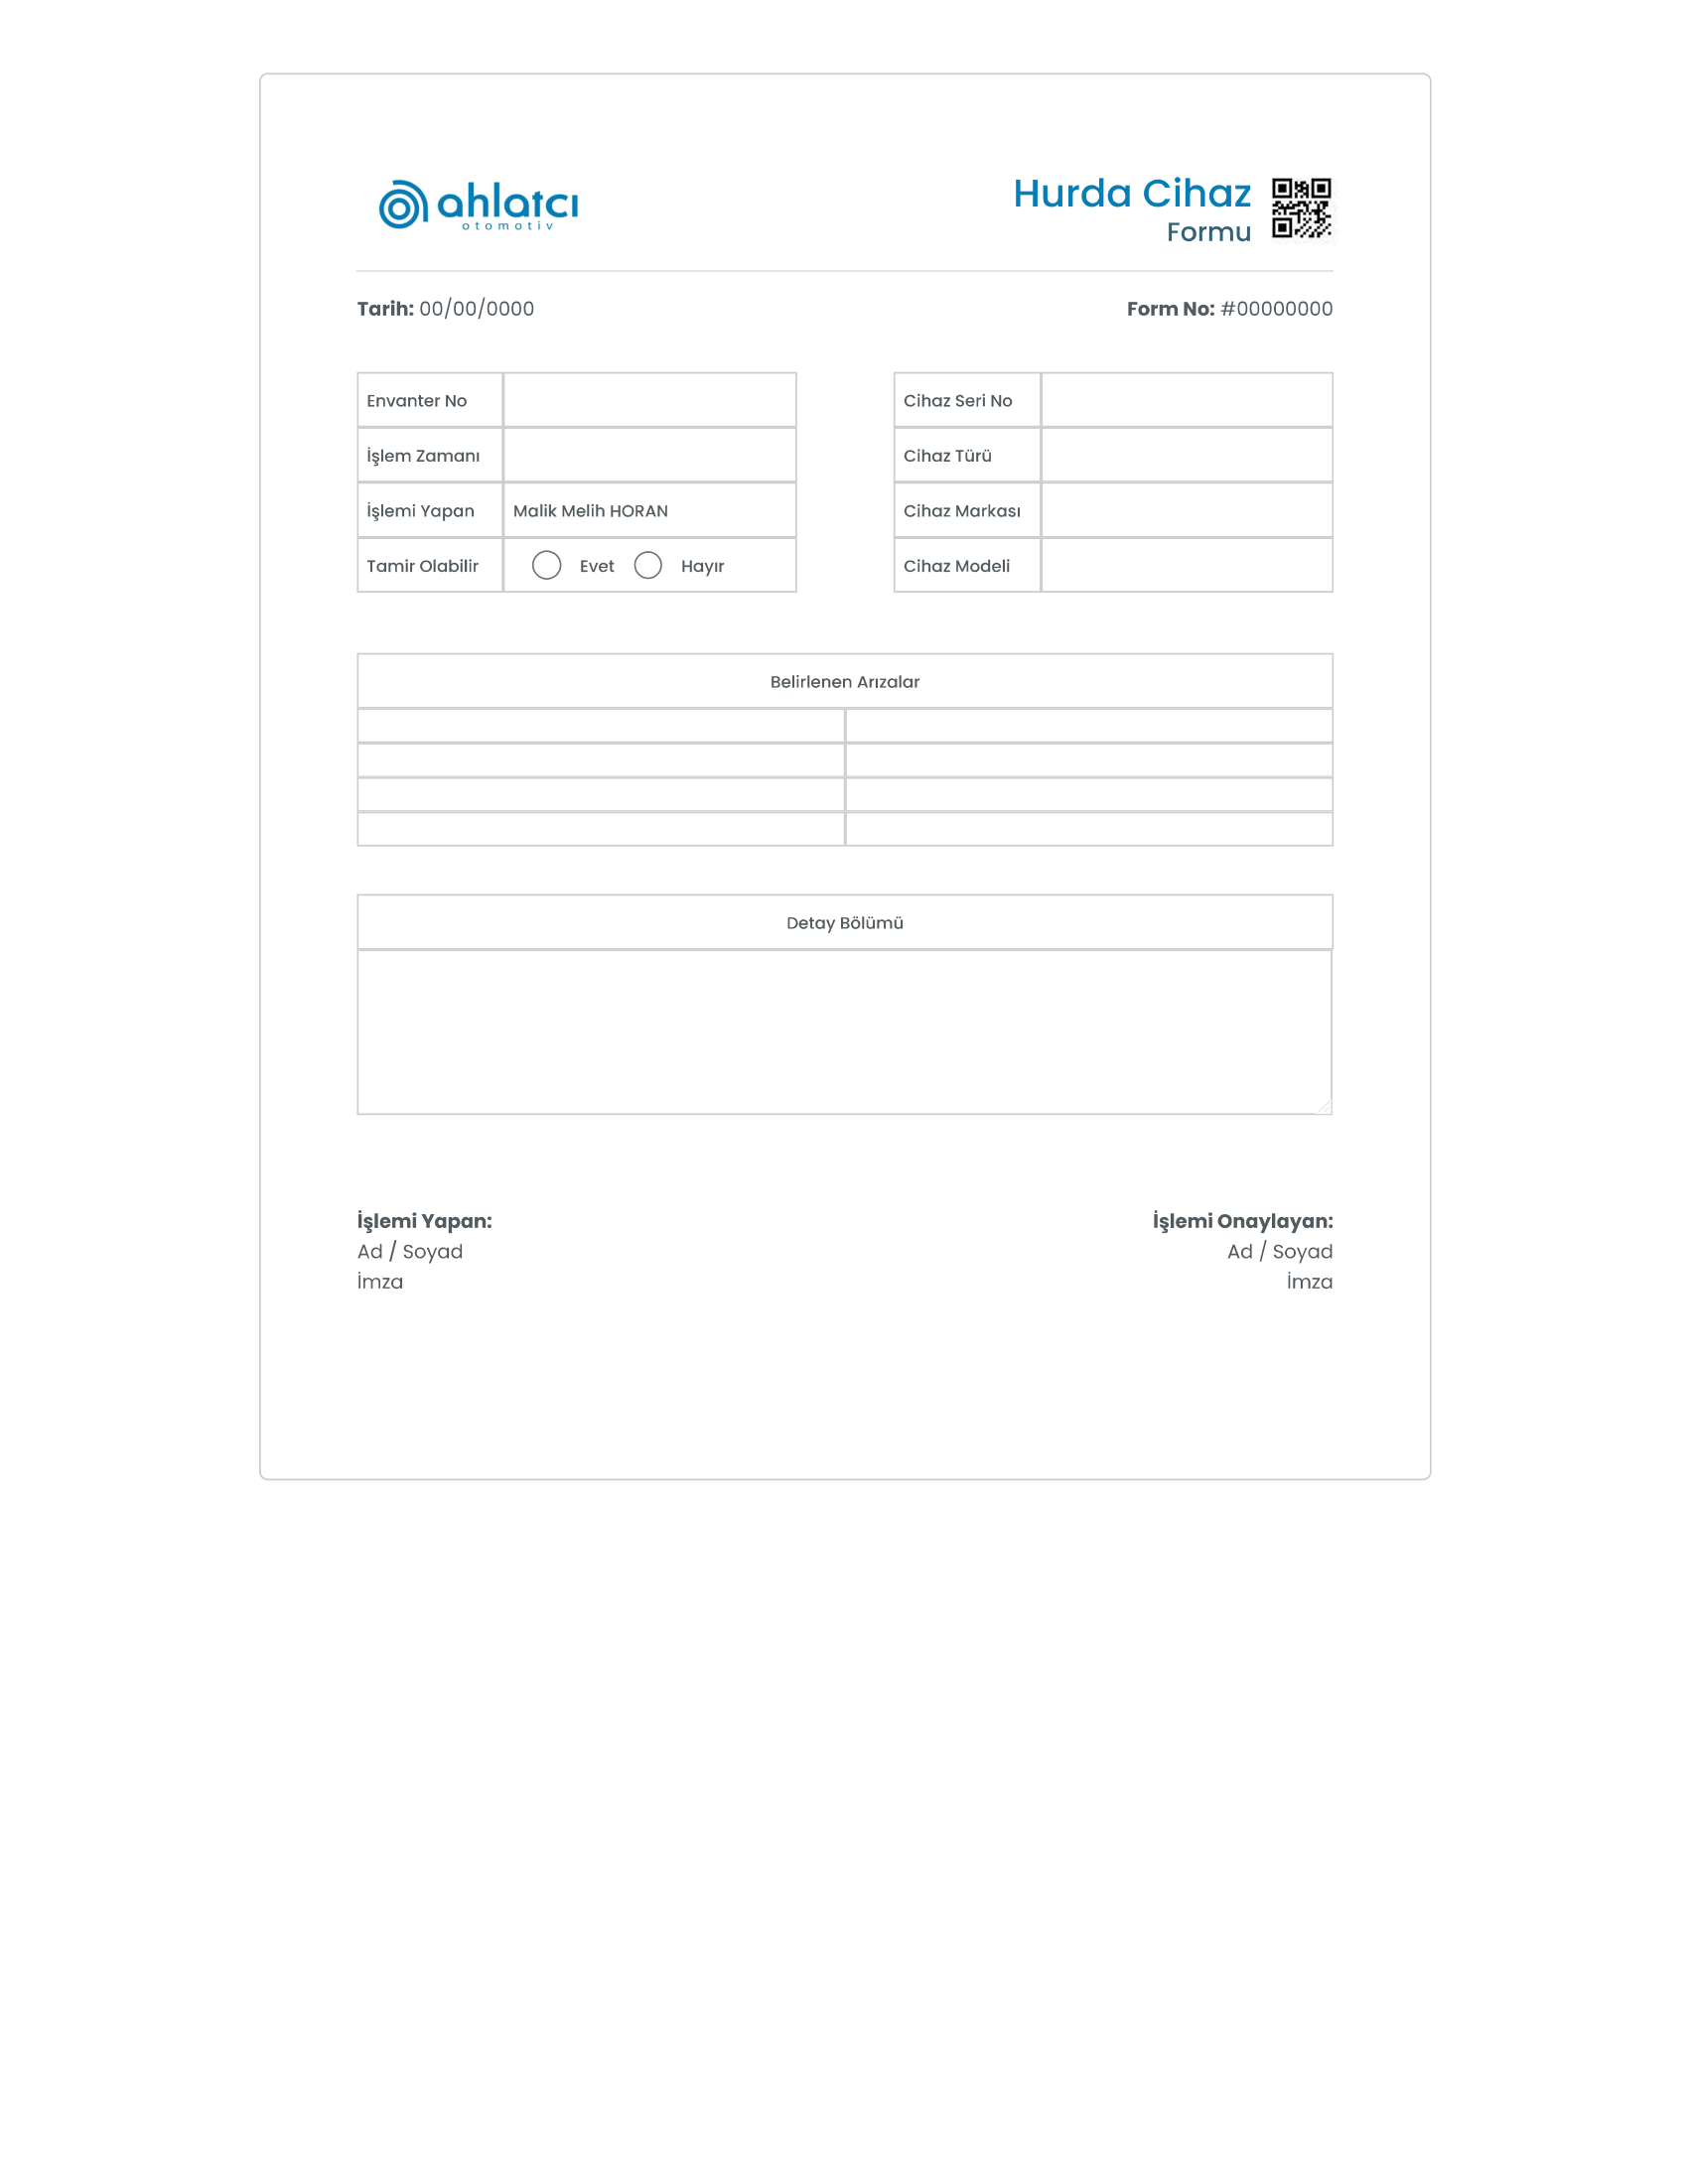 ahlatcı
otomotiv
Hurda Cihaz
Formu
Tarih: 00/00/0000
Form No: #00000000
Envanter No
İşlem Zamanı
İşlemi Yapan Malik Melih HORAN
Tamir Olabilir Evet Hayır
Cihaz Seri No
Cihaz Türü
Cihaz Markası
Cihaz Modeli
Belirlenen Arızalar
Detay Bölümü
İşlemi Yapan:
Ad / Soyad
İmza
İşlemi Onaylayan:
Ad / Soyad
İmza